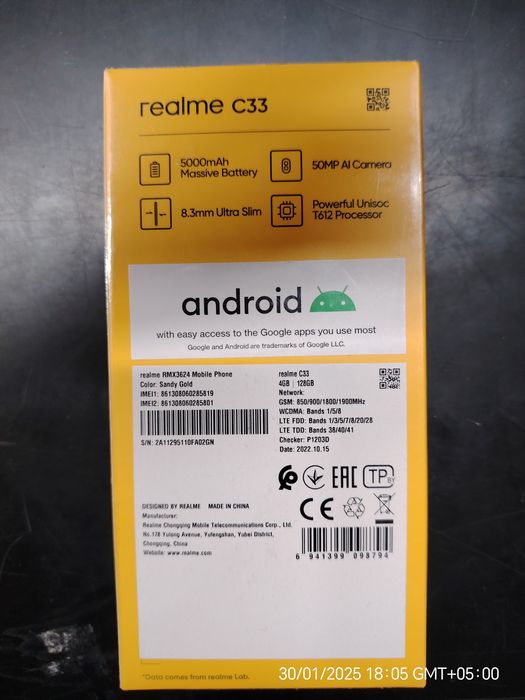 realme C33
5000mAh
Massive Battery
50MP AI Camera
8.3mm Ultra Slim
Powerful Unisoc
T612 Processor
android
with easy access to the Google apps you use most
Google and Android are trademarks of Google LLC.
realme RMX3624 Mobile Phone
Color: Sandy Gold
IMEI1: 861308060285819
IMEI2: 861308060285801
S/N: 2A1129511DFA02GN
realme C33
4GB | 128GB
Network:
GSM: 850/900/1800/1900MHz
WCDMA: Bands 1/5/8
LTE FDD: Bands 1/3/5/7/8/20/28
LTE TDD: Bands 38/40/41
Checker: P1203D
Date: 2022.10.15
EAC TP BY
CE
DESIGNED BY REALME MADE IN CHINA
Manufacturer:
Realme Chongqing Mobile Telecommunications Corp., Ltd.
No.178 Yulong Avenue, Yufengshan, Yubei District,
Chongqing, China
Website: www.realme.com
6 941399 098794
*Data comes from realme Lab.
30/01/2025 18:05 GMT+05:00